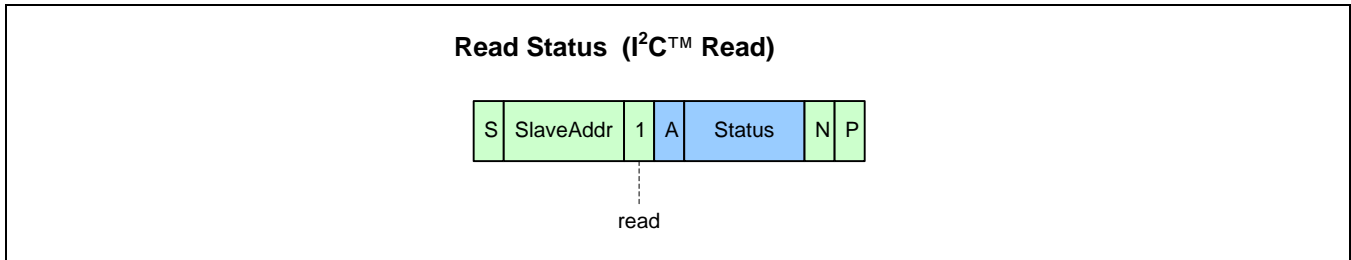 Read Status (I²C™ Read)
S SlaveAddr 1 A Status N P
read